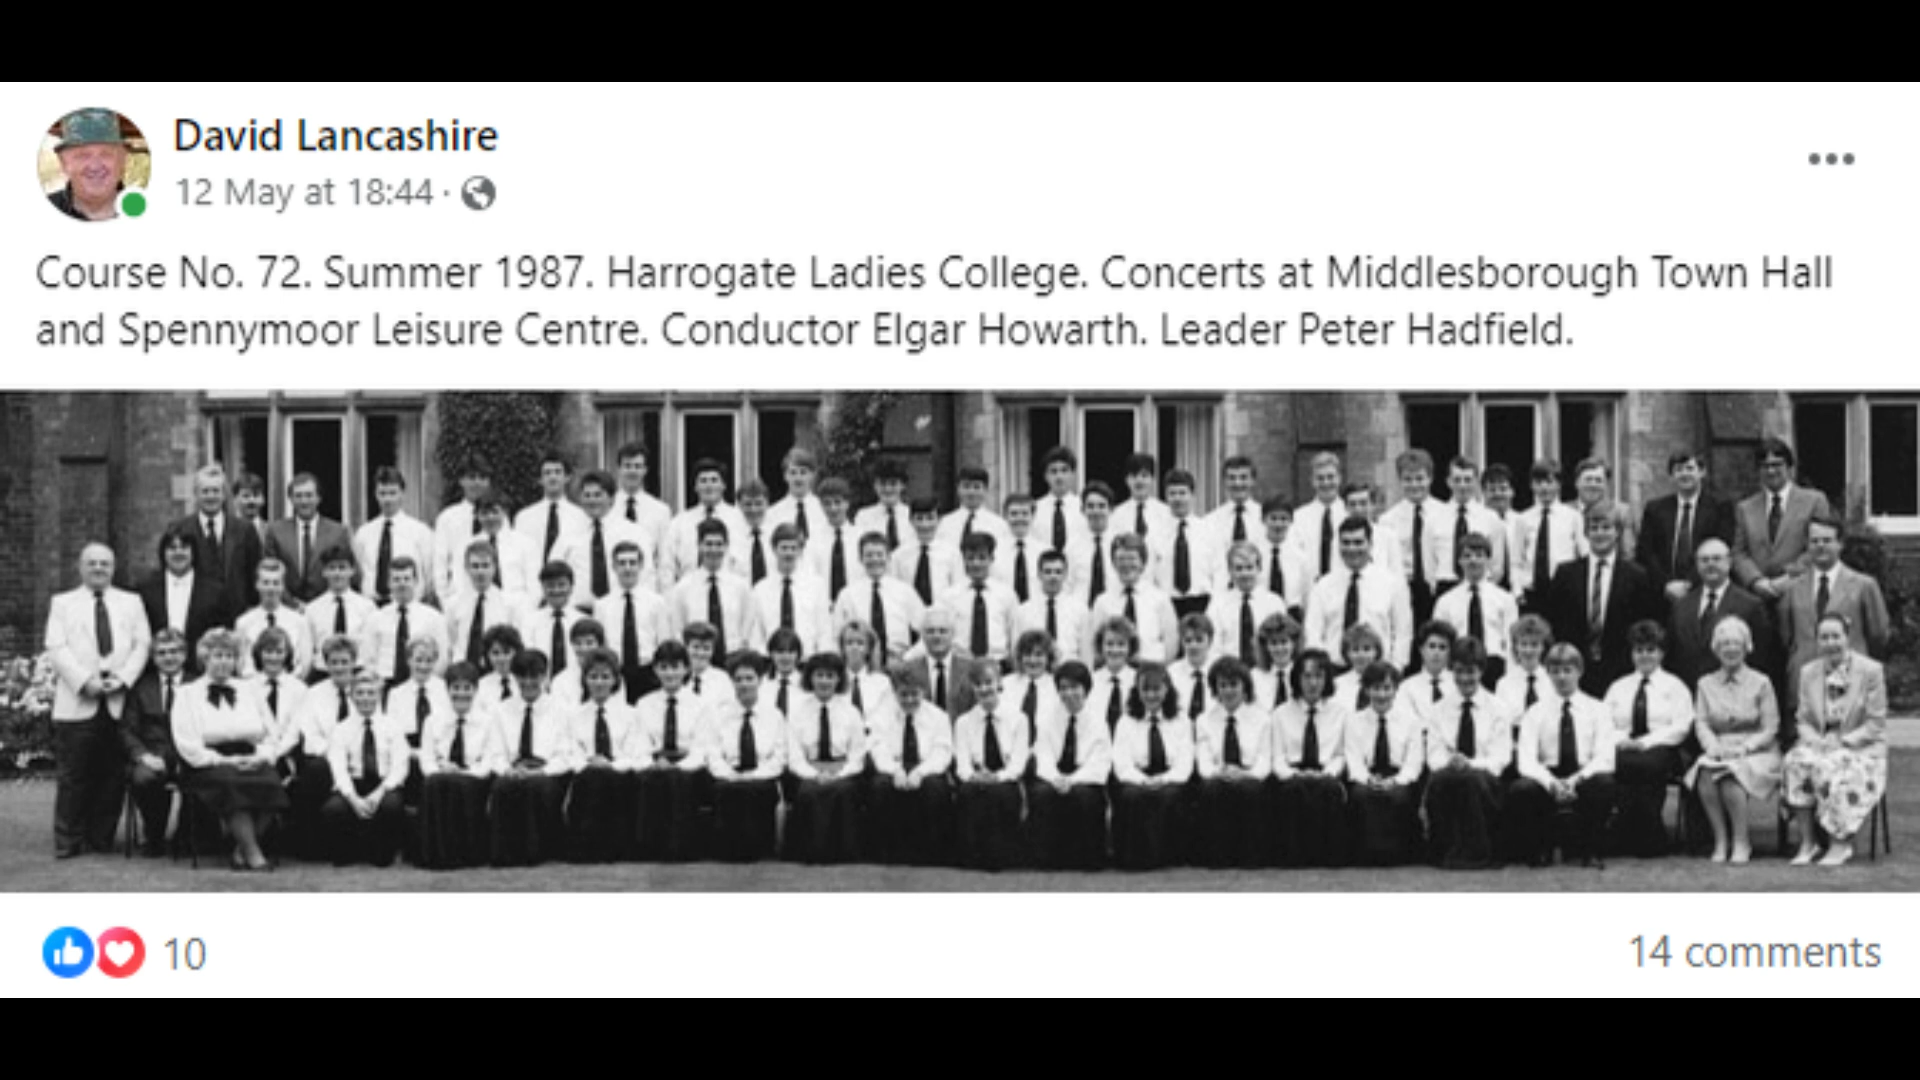 David Lancashire
12 May at 18:44 ·
Course No. 72. Summer 1987. Harrogate Ladies College. Concerts at Middlesborough Town Hall
and Spennymoor Leisure Centre. Conductor Elgar Howarth. Leader Peter Hadfield.
10
14 comments